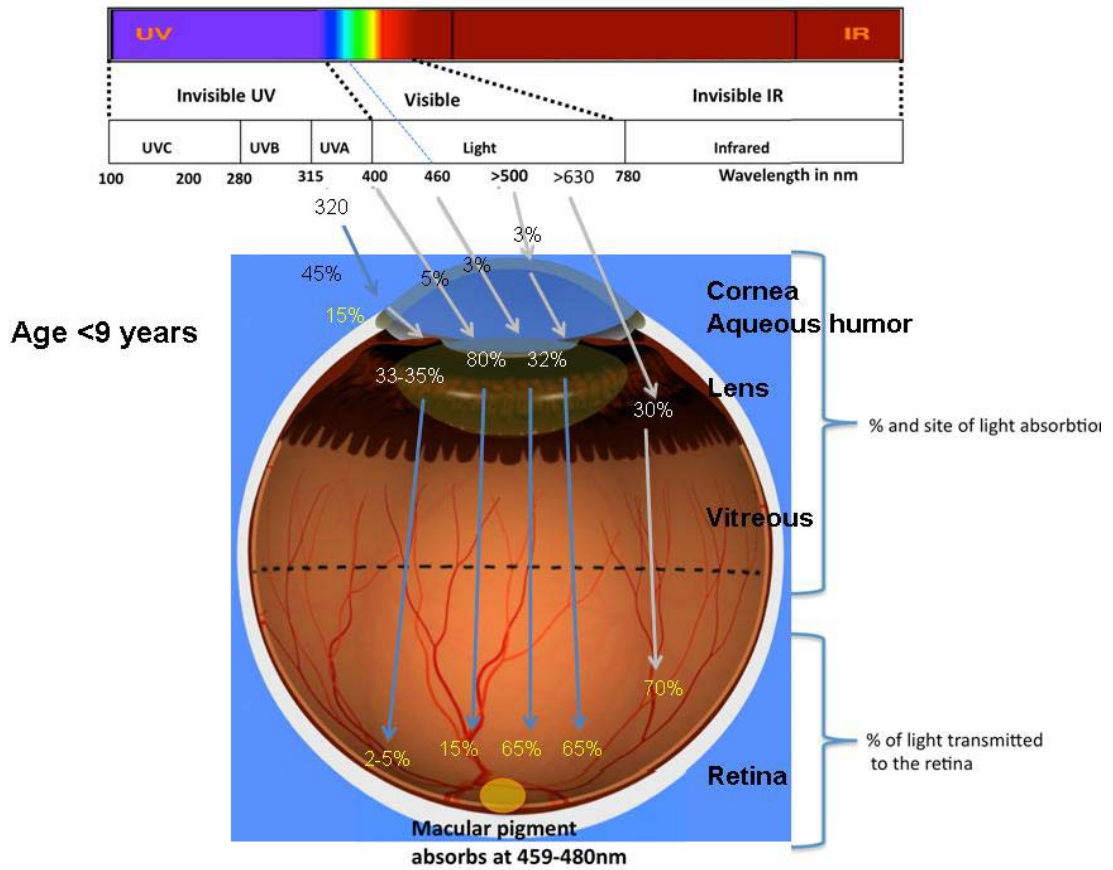 UV IR
Invisible UV Visible Invisible IR
UVC UVB UVA Light Infrared
100 200 280 315 400 460 >500 >630 780 Wavelength in nm
320
3%
45% 5% 3%
15%
Age <9 years
Cornea
Aqueous humor
33-35% 80% 32%
Lens
30%
% and site of light absorbtion
Vitreous
70%
2-5% 15% 65% 65%
% of light transmitted
to the retina
Retina
Macular pigment
absorbs at 459-480nm